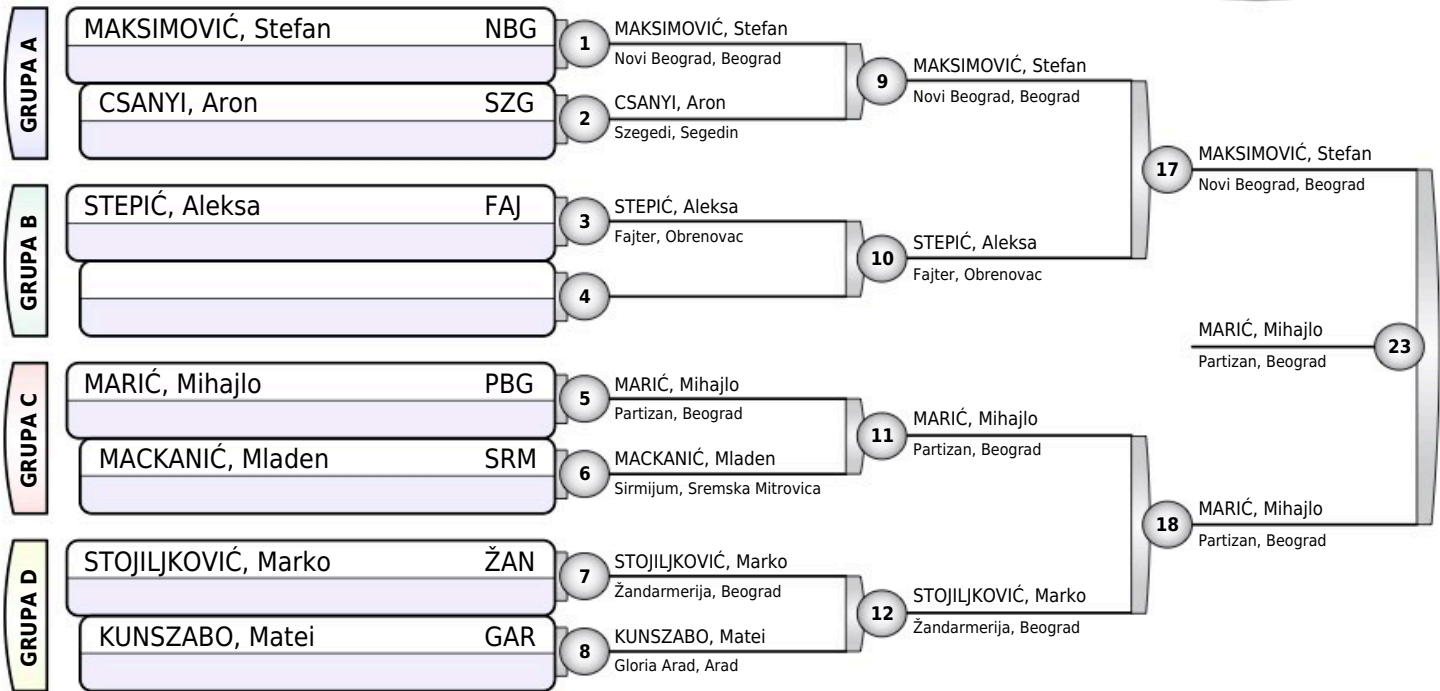 GRUPA A
MAKSIMOVIĆ, Stefan NBG
CSANYI, Aron SZG
1
MAKSIMOVIĆ, Stefan
Novi Beograd, Beograd
2
CSANYI, Aron
Szegedi, Segedin
9
MAKSIMOVIĆ, Stefan
Novi Beograd, Beograd
GRUPA B
STEPIĆ, Aleksa FAJ
3
STEPIĆ, Aleksa
Fajter, Obrenovac
4
10
STEPIĆ, Aleksa
Fajter, Obrenovac
17
MAKSIMOVIĆ, Stefan
Novi Beograd, Beograd
GRUPA C
MARIĆ, Mihajlo PBG
MACKANIĆ, Mladen SRM
5
MARIĆ, Mihajlo
Partizan, Beograd
6
MACKANIĆ, Mladen
Sirmijum, Sremska Mitrovica
11
MARIĆ, Mihajlo
Partizan, Beograd
GRUPA D
STOJILJKOVIĆ, Marko ŽAN
KUNSZABO, Matei GAR
7
STOJILJKOVIĆ, Marko
Žandarmerija, Beograd
8
KUNSZABO, Matei
Gloria Arad, Arad
12
STOJILJKOVIĆ, Marko
Žandarmerija, Beograd
18
MARIĆ, Mihajlo
Partizan, Beograd
MARIĆ, Mihajlo
Partizan, Beograd
23